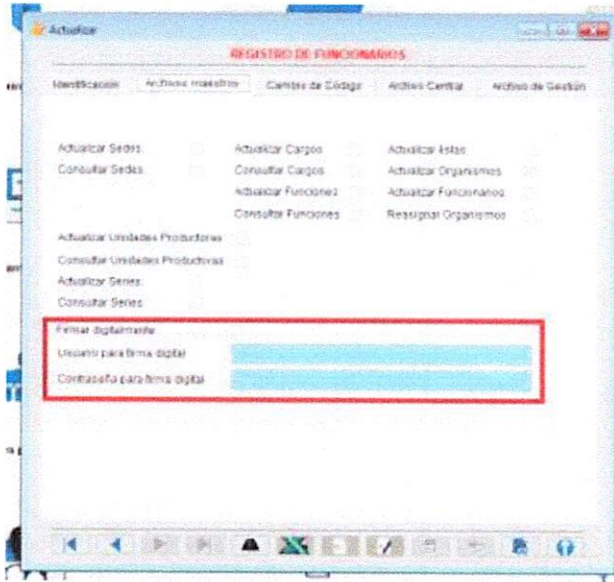 Actualizar
REGISTRO DE FUNCIONARIOS
Identificación Archivos maestros Cambio de Código Archivo Central Archivo de Gestión
Actualizar Sedes Actualizar Cargos Actualizar Islas
Consultar Sedes Consultar Cargos Actualizar Organismos
Actualizar Funciones Actualizar Funcionarios
Consultar Funciones Reasignar Organismos
Actualizar Unidades Productoras
Consultar Unidades Productoras
Actualizar Series
Consultar Series
Firmar digitalmente
Usuario para firma digital
Contraseña para firma digital